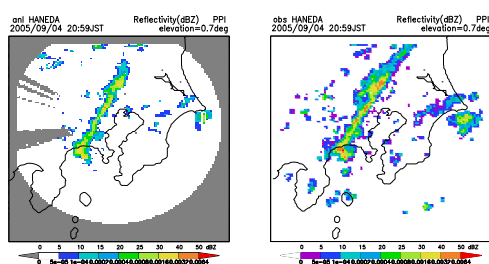 anl HANEDA Reflectivity(dBZ) PPI
2005/09/04 20:59JST elevation=0.7deg
0 5 10 15 20 25 30 35 40 50 dBZ
obs HANEDA Reflectivity(dBZ) PPI
2005/09/04 20:59JST elevation=0.7deg
0 5 10 15 20 25 30 35 40 50 dBZ